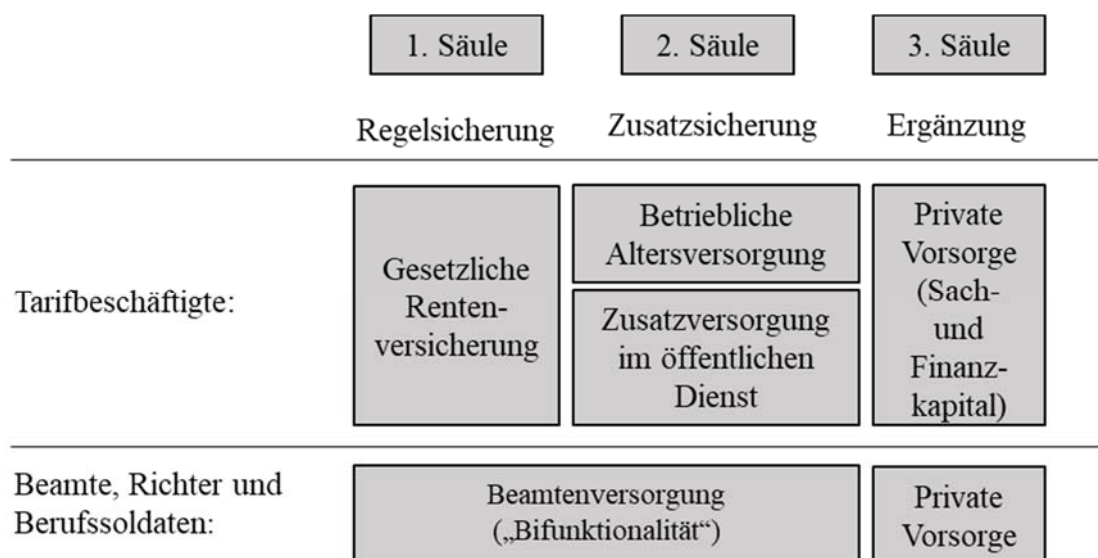 1. Säule
2. Säule
3. Säule
Regelsicherung
Zusatzsicherung
Ergänzung
Tarifbeschäftigte:
Gesetzliche
Renten-
versicherung
Betriebliche
Altersversorgung
Zusatzversorgung
im öffentlichen
Dienst
Private
Vorsorge
(Sach-
und
Finanz-
kapital)
Beamte, Richter und
Berufssoldaten:
Beamtenversorgung
(„Bifunktionalität“)
Private
Vorsorge